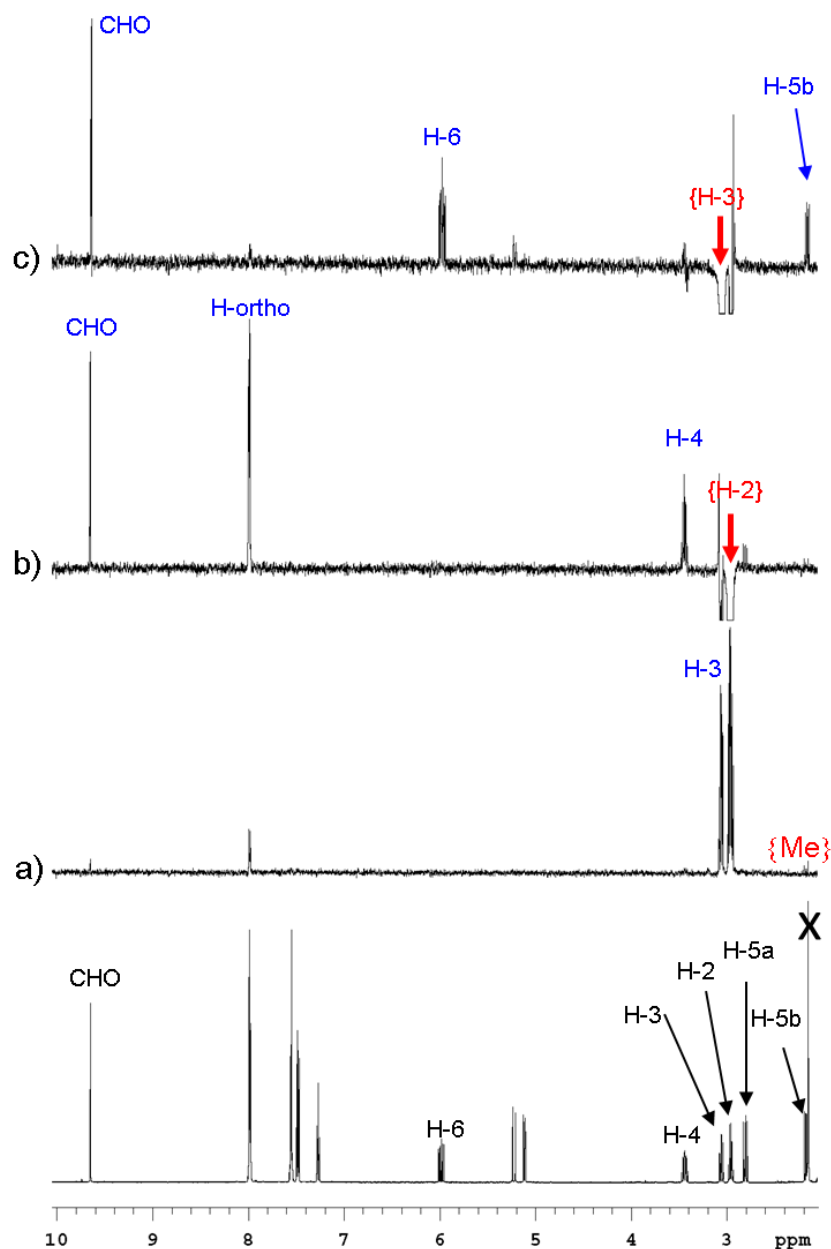 CHO
H-5b
H-6
{H-3}
c)
CHO
H-ortho
H-4
{H-2}
b)
H-3
{Me}
a)
X
H-5a
CHO
H-2
H-3
H-5b
H-6
H-4
10 9 8 7 6 5 4 3 ppm